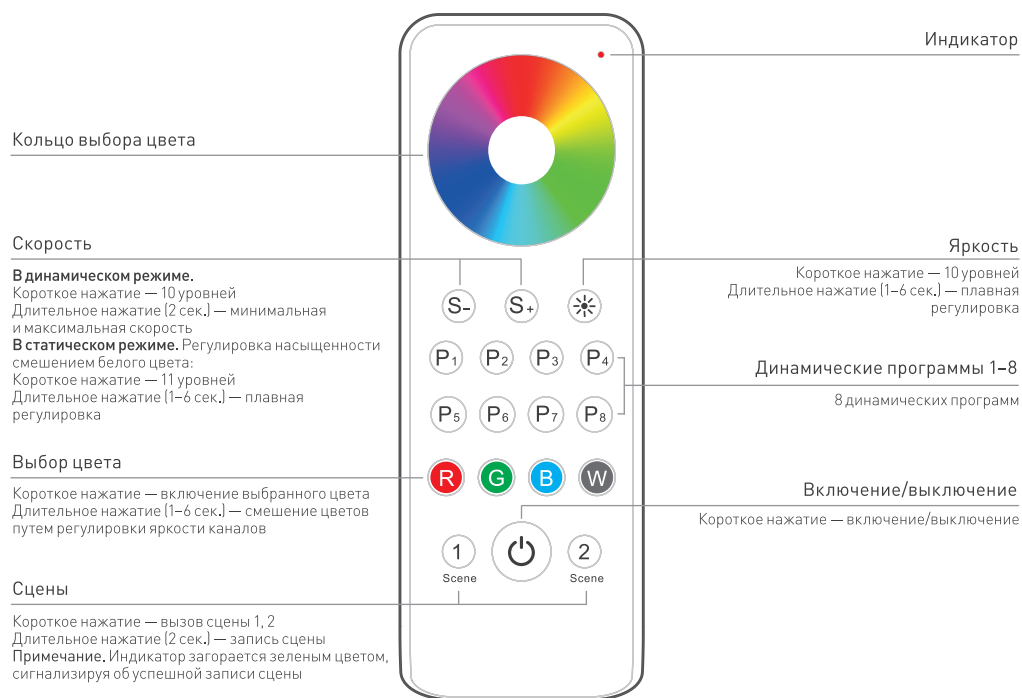 Индикатор
Кольцо выбора цвета
Скорость
В динамическом режиме.
Короткое нажатие — 10 уровней
Длительное нажатие (2 сек.) — минимальная
и максимальная скорость
В статическом режиме. Регулировка насыщенности
смешением белого цвета:
Короткое нажатие — 11 уровней
Длительное нажатие (1–6 сек.) — плавная
регулировка
Яркость
Короткое нажатие — 10 уровней
Длительное нажатие (1–6 сек.) — плавная
регулировка
S- S+
P1 P2 P3 P4
P5 P6 P7 P8
Динамические программы 1–8
8 динамических программ
Выбор цвета
Короткое нажатие — включение выбранного цвета
Длительное нажатие (1–6 сек.) — смешение цветов
путем регулировки яркости каналов
R G B W
Включение/выключение
Короткое нажатие — включение/выключение
1 2
Scene Scene
Сцены
Короткое нажатие — вызов сцены 1, 2
Длительное нажатие (2 сек.) — запись сцены
Примечание. Индикатор загорается зеленым цветом,
сигнализируя об успешной записи сцены